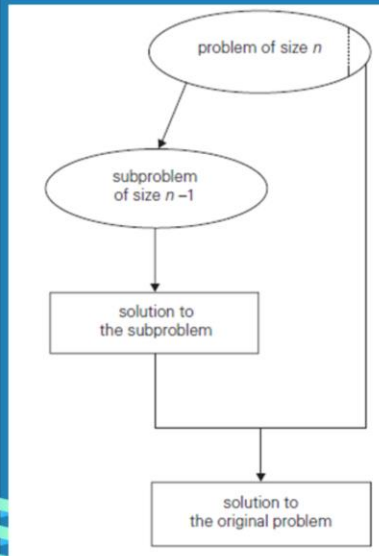 problem of size n
subproblem
of size n –1
solution to
the subproblem
solution to
the original problem